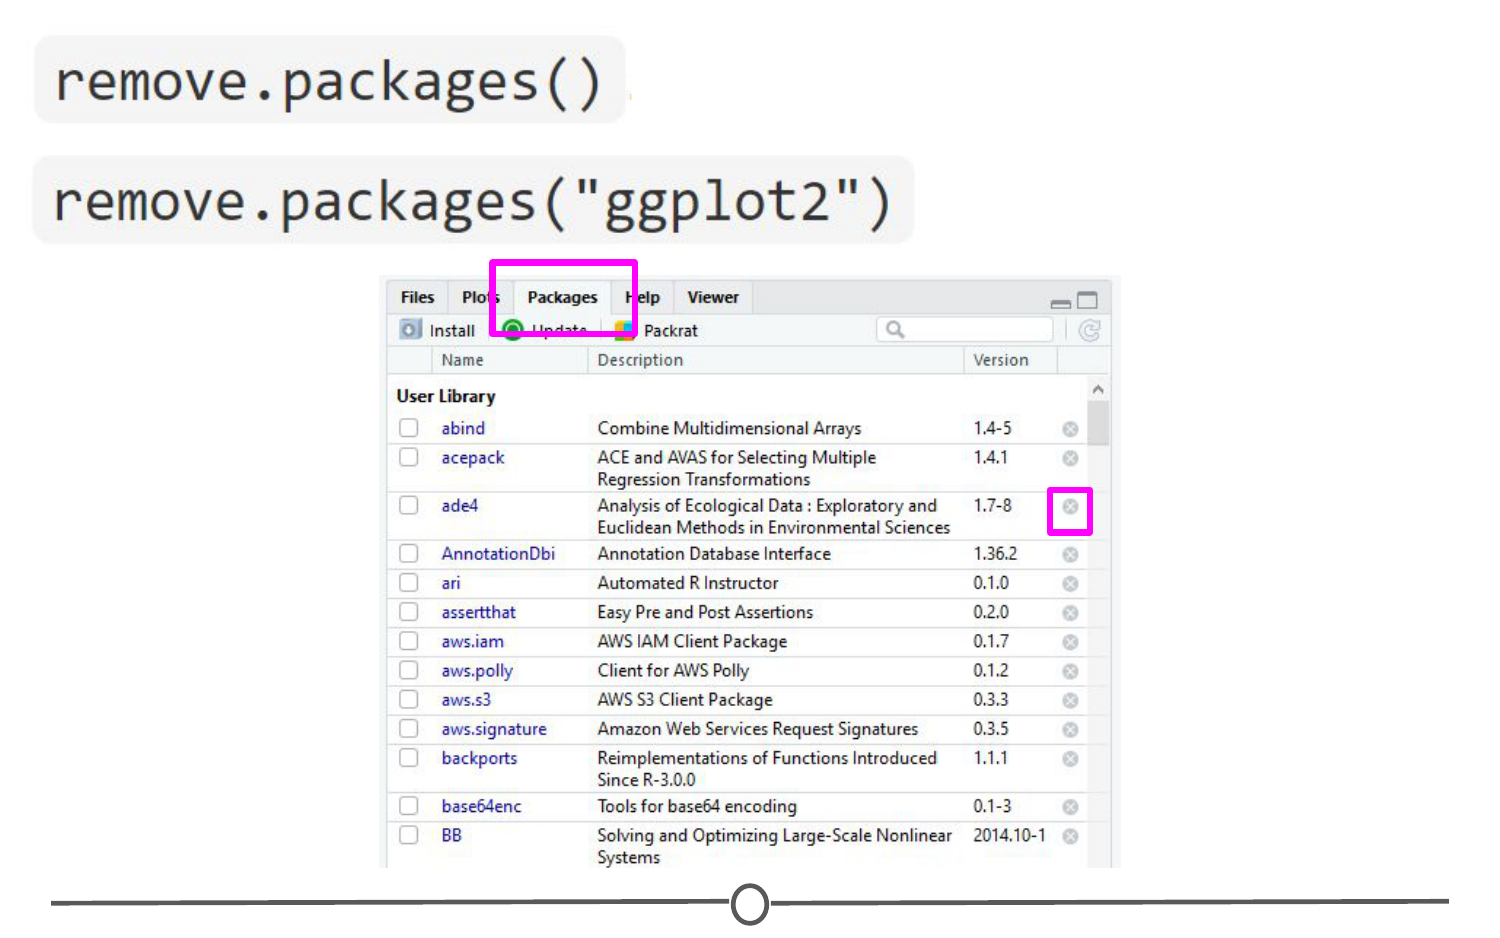 remove.packages()
remove.packages("ggplot2")
Files Plots Packages Help Viewer
Install Update Packrat
Name Description Version
User Library
abind Combine Multidimensional Arrays 1.4-5
acepack ACE and AVAS for Selecting Multiple 1.4.1
Regression Transformations
ade4 Analysis of Ecological Data : Exploratory and 1.7-8
Euclidean Methods in Environmental Sciences
AnnotationDbi Annotation Database Interface 1.36.2
ari Automated R Instructor 0.1.0
assertthat Easy Pre and Post Assertions 0.2.0
aws.iam AWS IAM Client Package 0.1.7
aws.polly Client for AWS Polly 0.1.2
aws.s3 AWS S3 Client Package 0.3.3
aws.signature Amazon Web Services Request Signatures 0.3.5
backports Reimplementations of Functions Introduced 1.1.1
Since R-3.0.0
base64enc Tools for base64 encoding 0.1-3
BB Solving and Optimizing Large-Scale Nonlinear 2014.10-1
Systems